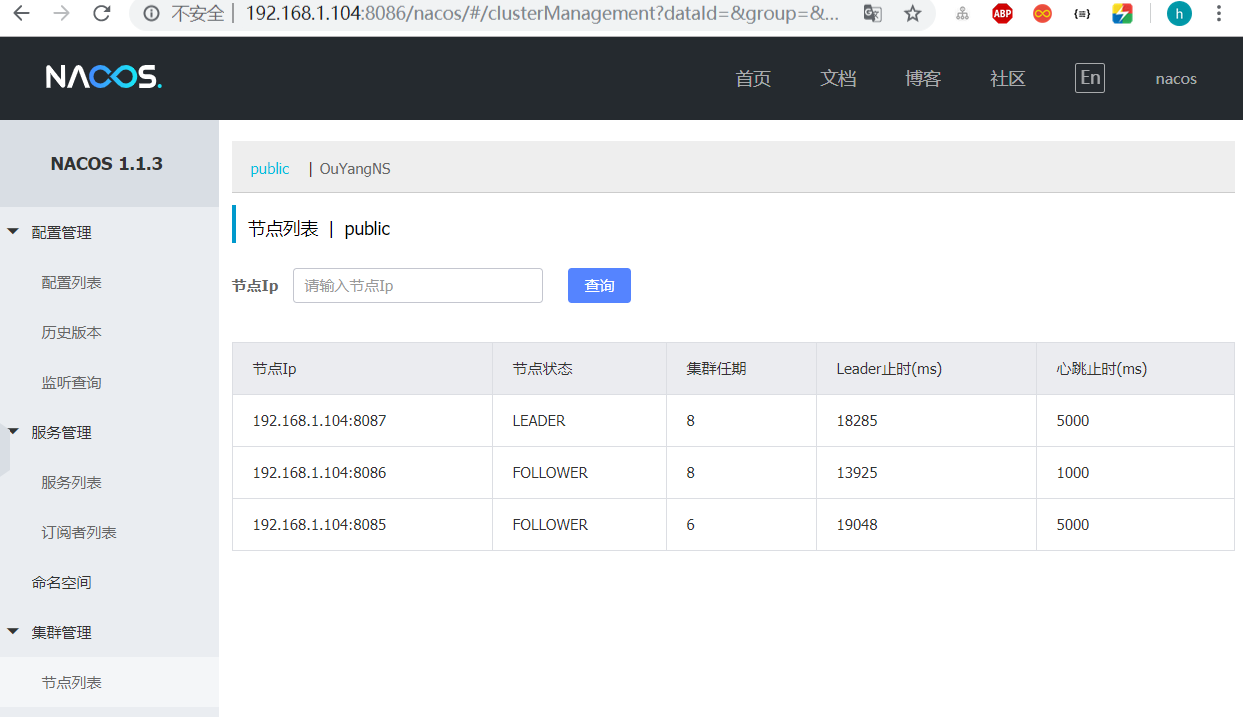 不安全 | 192.168.1.104:8086/nacos/#/clusterManagement?dataId=&group=&...
ABP
h
NACOS.
首页 文档 博客 社区 En nacos
NACOS 1.1.3
配置管理
配置列表
历史版本
监听查询
服务管理
服务列表
订阅者列表
命名空间
集群管理
节点列表
public | OuYangNS
节点列表 | public
节点Ip 请输入节点Ip 查询
节点Ip 节点状态 集群任期 Leader止时(ms) 心跳止时(ms)
192.168.1.104:8087 LEADER 8 18285 5000
192.168.1.104:8086 FOLLOWER 8 13925 1000
192.168.1.104:8085 FOLLOWER 6 19048 5000